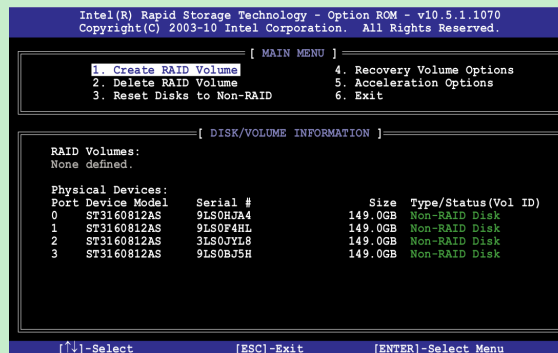 Intel(R) Rapid Storage Technology - Option ROM - v10.5.1.1070
Copyright(C) 2003-10 Intel Corporation. All Rights Reserved.
[ MAIN MENU ]
1. Create RAID Volume 4. Recovery Volume Options
2. Delete RAID Volume 5. Acceleration Options
3. Reset Disks to Non-RAID 6. Exit
[ DISK/VOLUME INFORMATION ]
RAID Volumes:
None defined.
Physical Devices:
Port Device Model Serial # Size Type/Status(Vol ID)
0 ST3160812AS 9LS0HJA4 149.0GB Non-RAID Disk
1 ST3160812AS 9LS0F4HL 149.0GB Non-RAID Disk
2 ST3160812AS 3LS0JYL8 149.0GB Non-RAID Disk
3 ST3160812AS 9LS0BJ5H 149.0GB Non-RAID Disk
[↑↓]-Select [ESC]-Exit [ENTER]-Select Menu